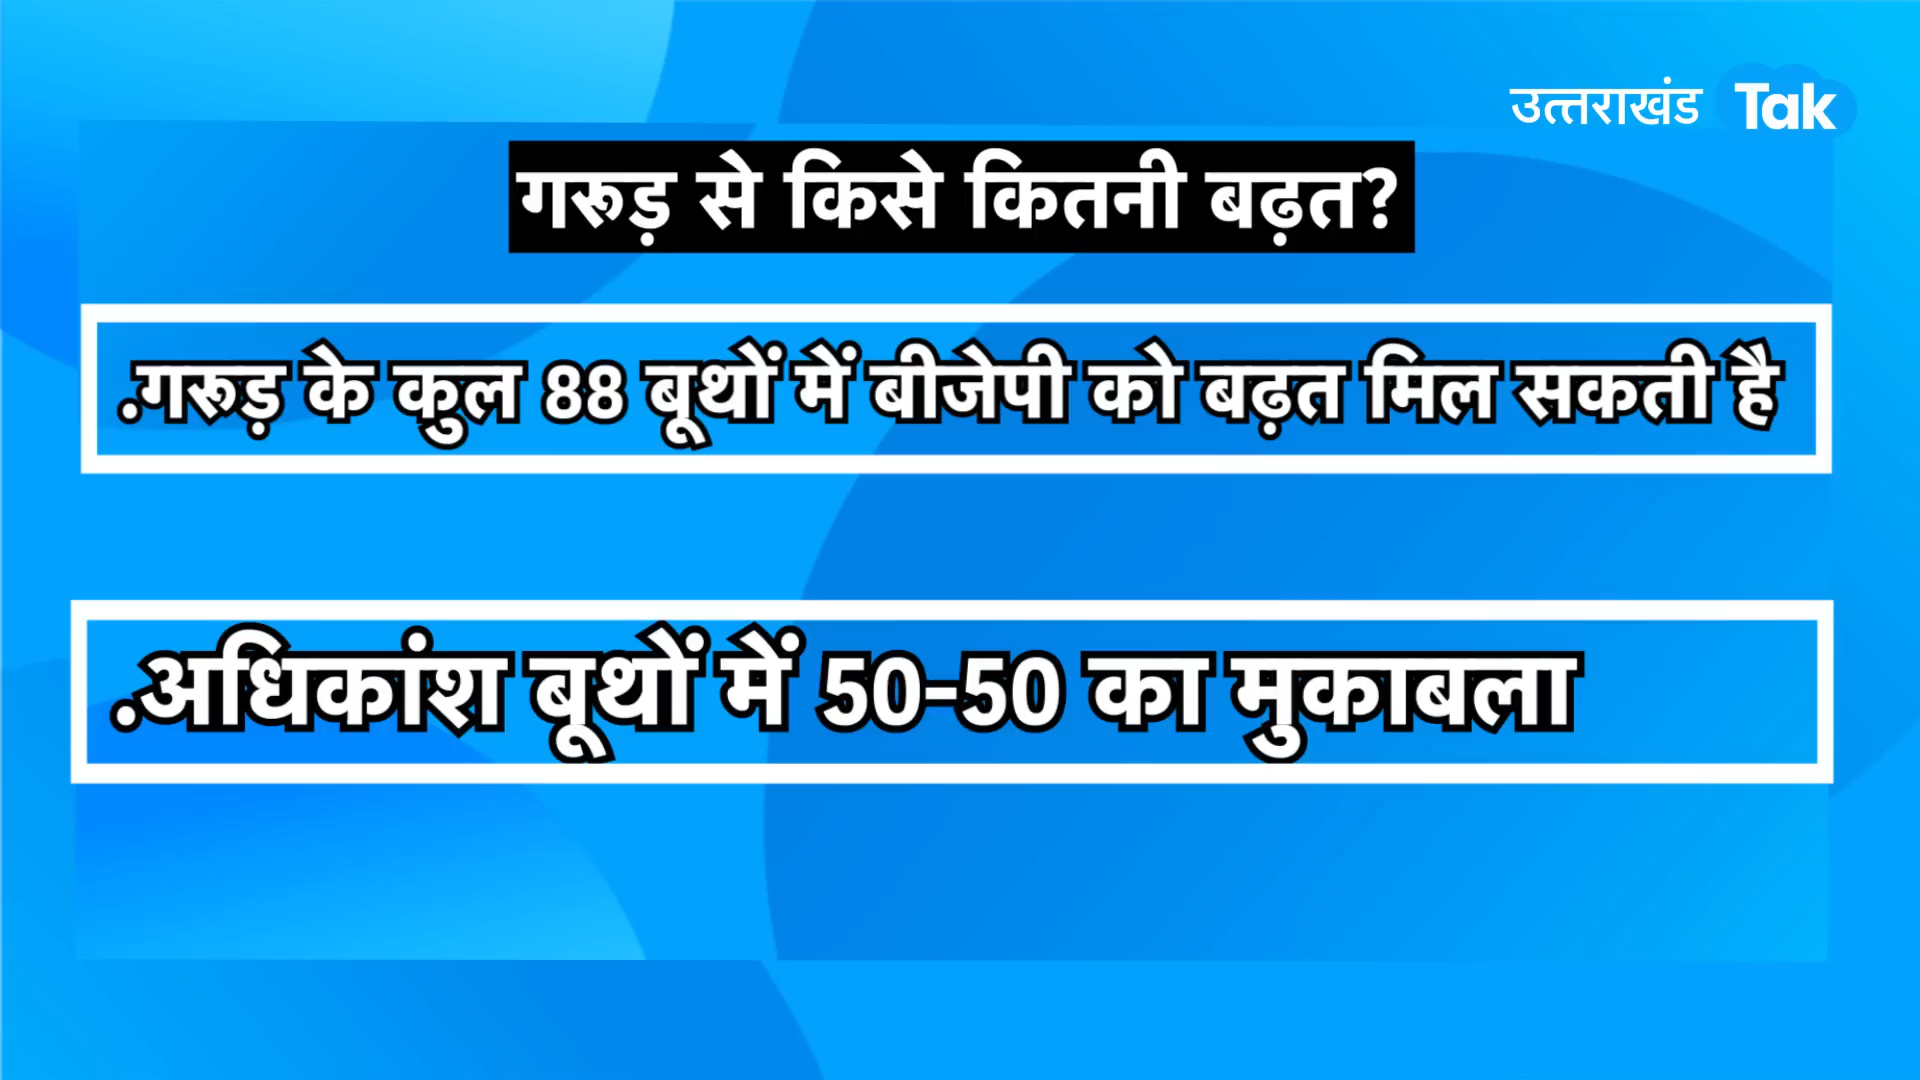 उत्तराखंड Tak
गरूड़ से किसे कितनी बढ़त?
.गरूड़ के कुल 88 बूथों में बीजेपी को बढ़त मिल सकती है
.अधिकांश बूथों में 50-50 का मुकाबला